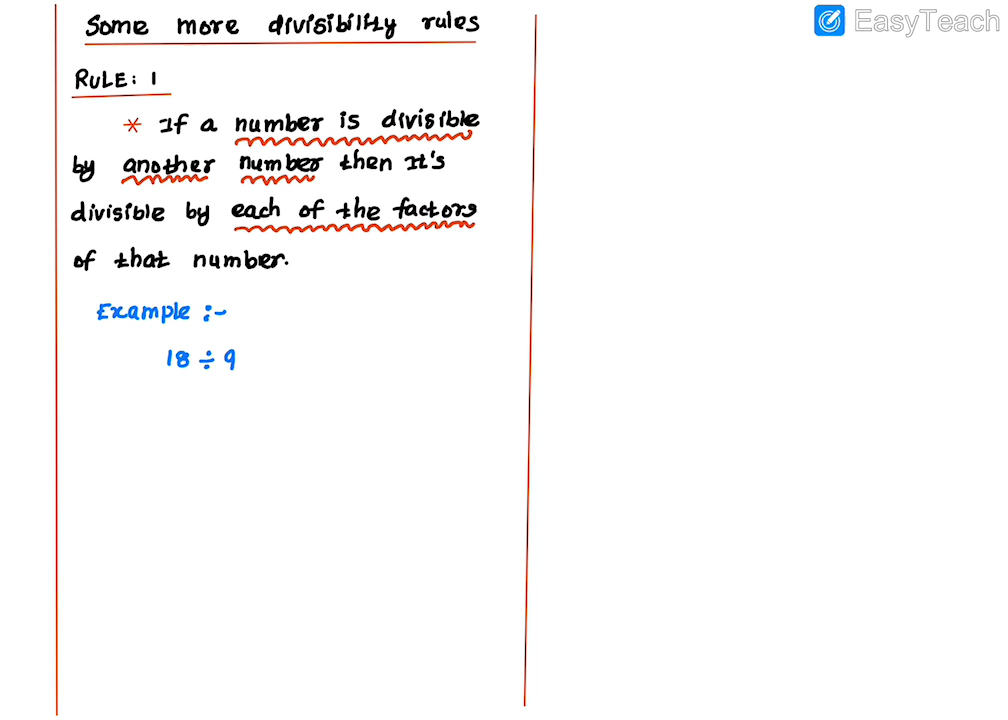 Some more divisibility rules
EasyTeach
RULE: 1
* If a number is divisible
by another number then It's
divisible by each of the factors
of that number.
Example :-
18 ÷ 9